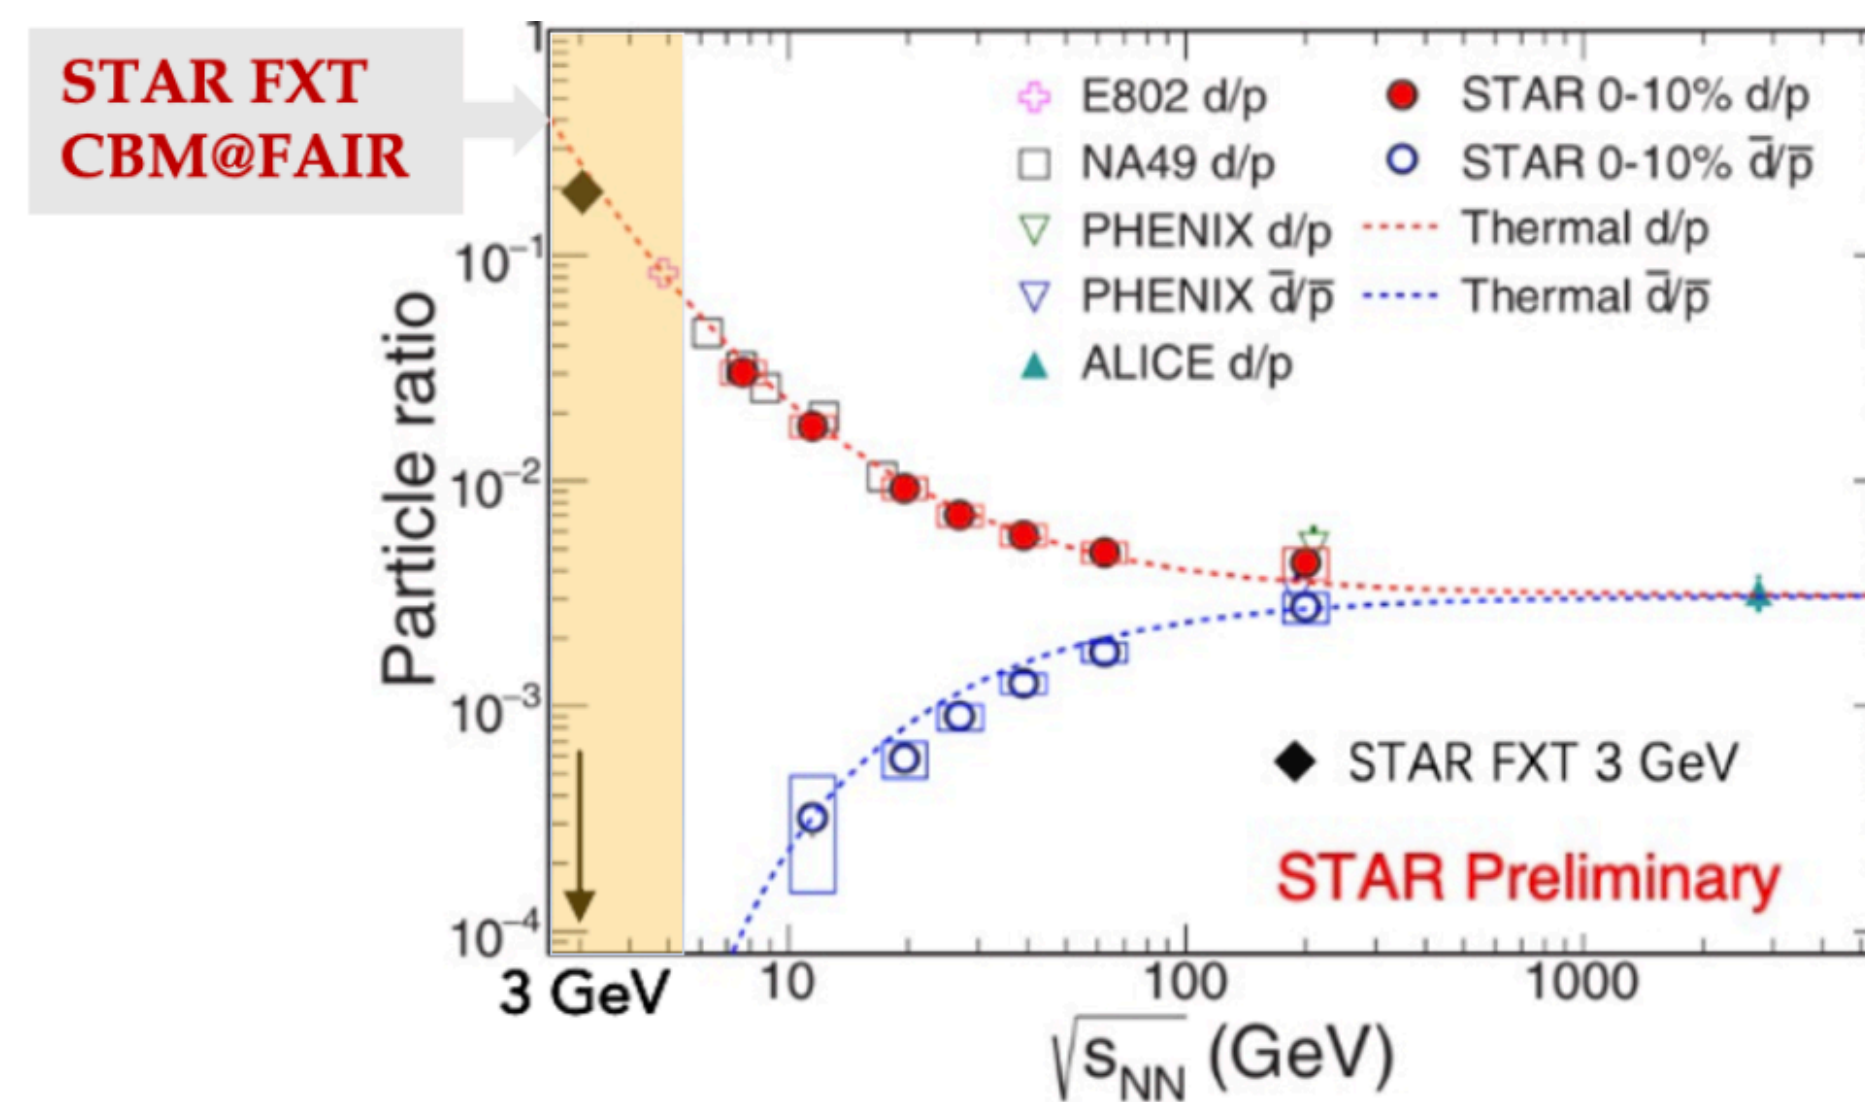 STAR FXT
CBM@FAIR
1
10⁻¹
10⁻²
10⁻³
10⁻⁴
Particle ratio
E802 d/p
NA49 d/p
PHENIX d/p
PHENIX d̅/p̅
ALICE d/p
STAR 0-10% d/p
STAR 0-10% d̅/p̅
Thermal d/p
Thermal d̅/p̅
STAR FXT 3 GeV
STAR Preliminary
3 GeV
10
100
1000
√s_NN (GeV)